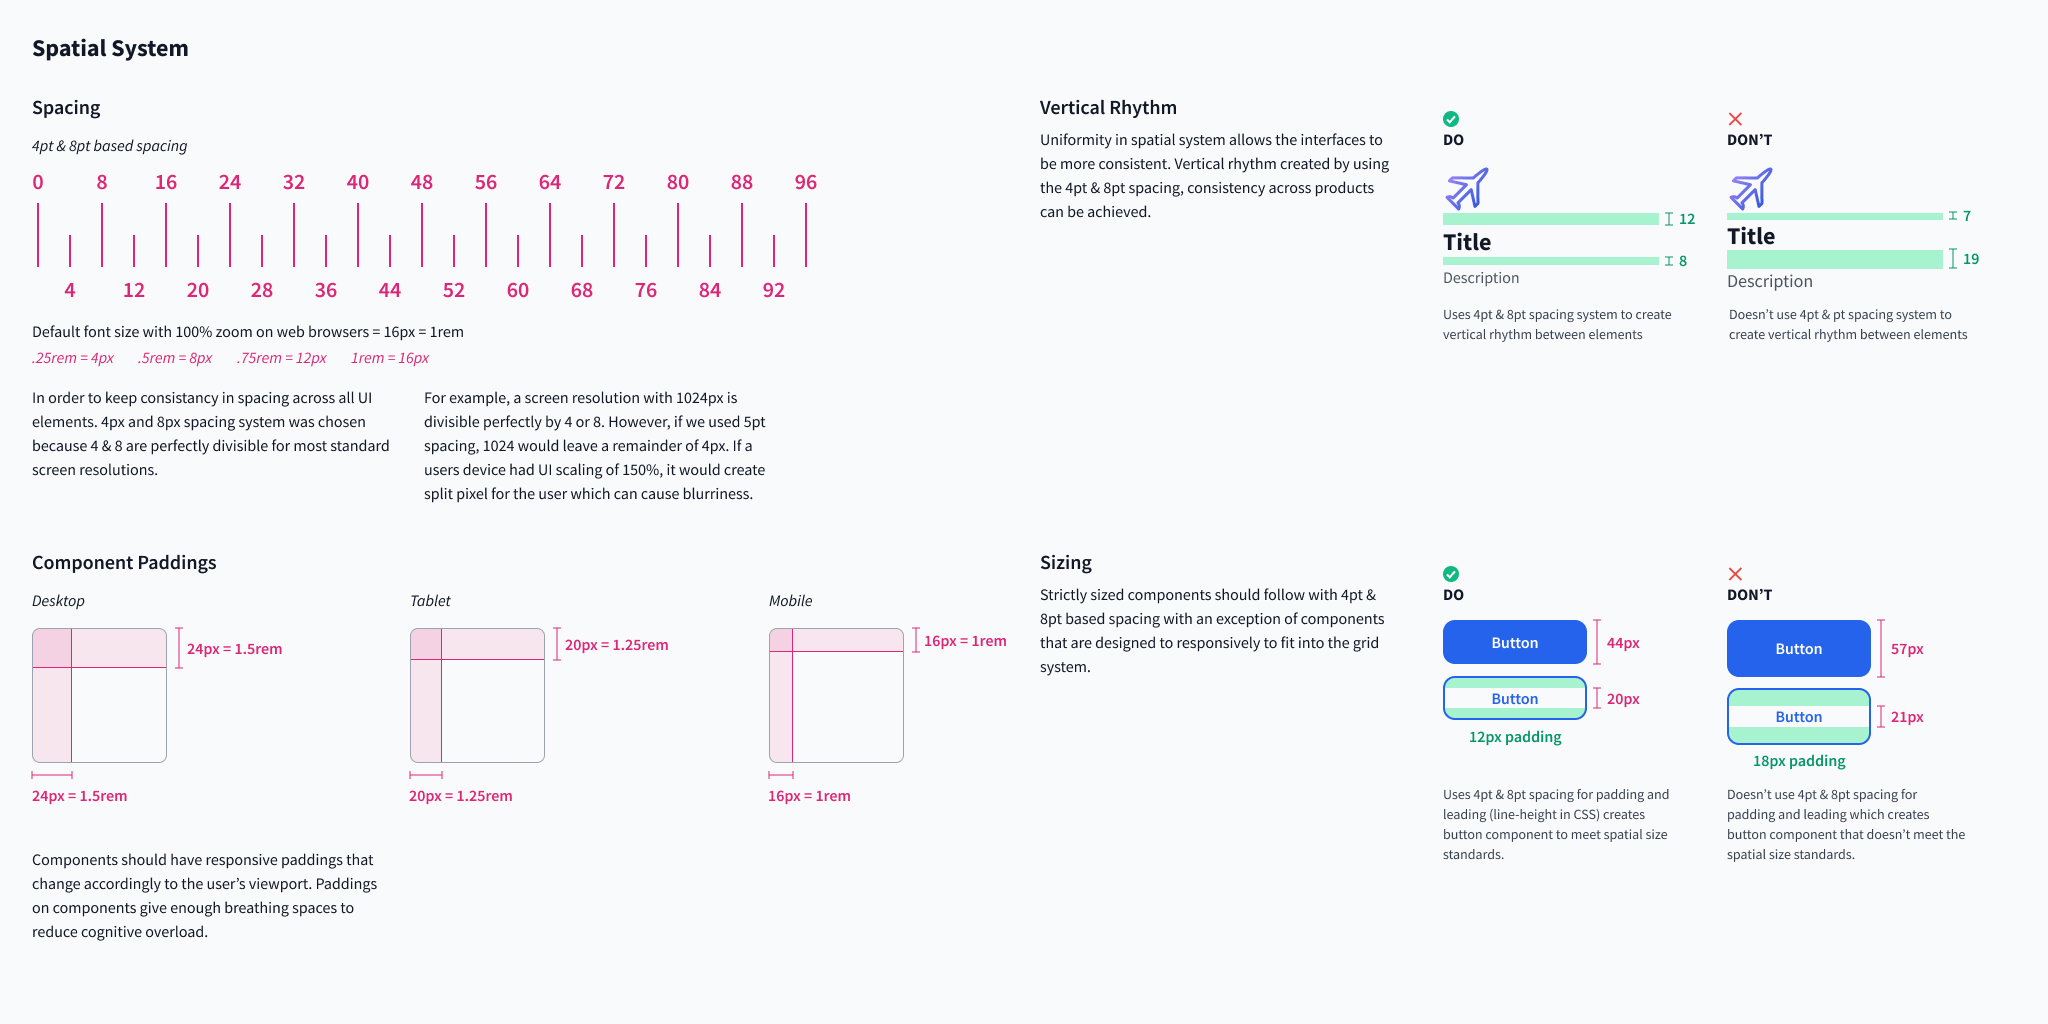 Spatial System
Spacing
4pt & 8pt based spacing
0 8 16 24 32 40 48 56 64 72 80 88 96
4 12 20 28 36 44 52 60 68 76 84 92
Default font size with 100% zoom on web browsers = 16px = 1rem
.25rem = 4px .5rem = 8px .75rem = 12px 1rem = 16px
In order to keep consistancy in spacing across all UI
elements. 4px and 8px spacing system was chosen
because 4 & 8 are perfectly divisible for most standard
screen resolutions.
For example, a screen resolution with 1024px is
divisible perfectly by 4 or 8. However, if we used 5pt
spacing, 1024 would leave a remainder of 4px. If a
users device had UI scaling of 150%, it would create
split pixel for the user which can cause blurriness.
Vertical Rhythm
Uniformity in spatial system allows the interfaces to
be more consistent. Vertical rhythm created by using
the 4pt & 8pt spacing, consistency across products
can be achieved.
DO
12
Title
8
Description
Uses 4pt & 8pt spacing system to create
vertical rhythm between elements
DON’T
7
Title
19
Description
Doesn’t use 4pt & pt spacing system to
create vertical rhythm between elements
Component Paddings
Desktop
24px = 1.5rem
24px = 1.5rem
Tablet
20px = 1.25rem
20px = 1.25rem
Mobile
16px = 1rem
16px = 1rem
Components should have responsive paddings that
change accordingly to the user’s viewport. Paddings
on components give enough breathing spaces to
reduce cognitive overload.
Sizing
Strictly sized components should follow with 4pt &
8pt based spacing with an exception of components
that are designed to responsively to fit into the grid
system.
DO
Button
44px
Button
20px
12px padding
Uses 4pt & 8pt spacing for padding and
leading (line-height in CSS) creates
button component to meet spatial size
standards.
DON’T
Button
57px
Button
21px
18px padding
Doesn’t use 4pt & 8pt spacing for
padding and leading which creates
button component that doesn’t meet the
spatial size standards.